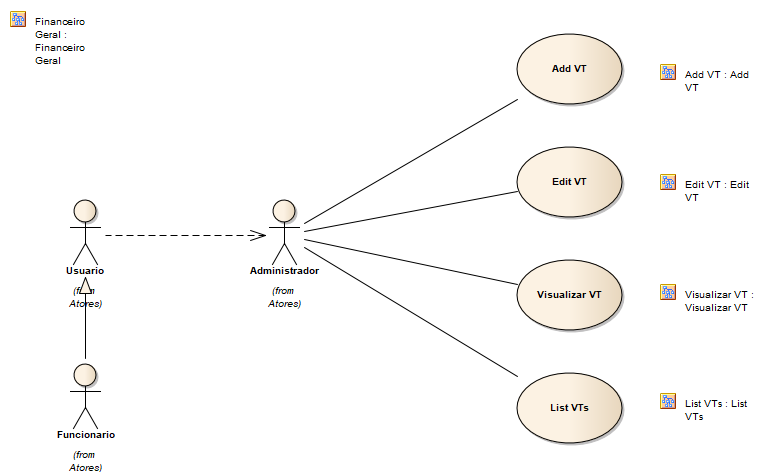 Financeiro
Geral :
Financeiro
Geral
Add VT
Add VT : Add
VT
Edit VT
Edit VT : Edit
VT
Usuario
(from
Atores)
Administrador
(from
Atores)
Visualizar VT
Visualizar VT :
Visualizar VT
List VTs
List VTs : List
VTs
Funcionario
(from
Atores)